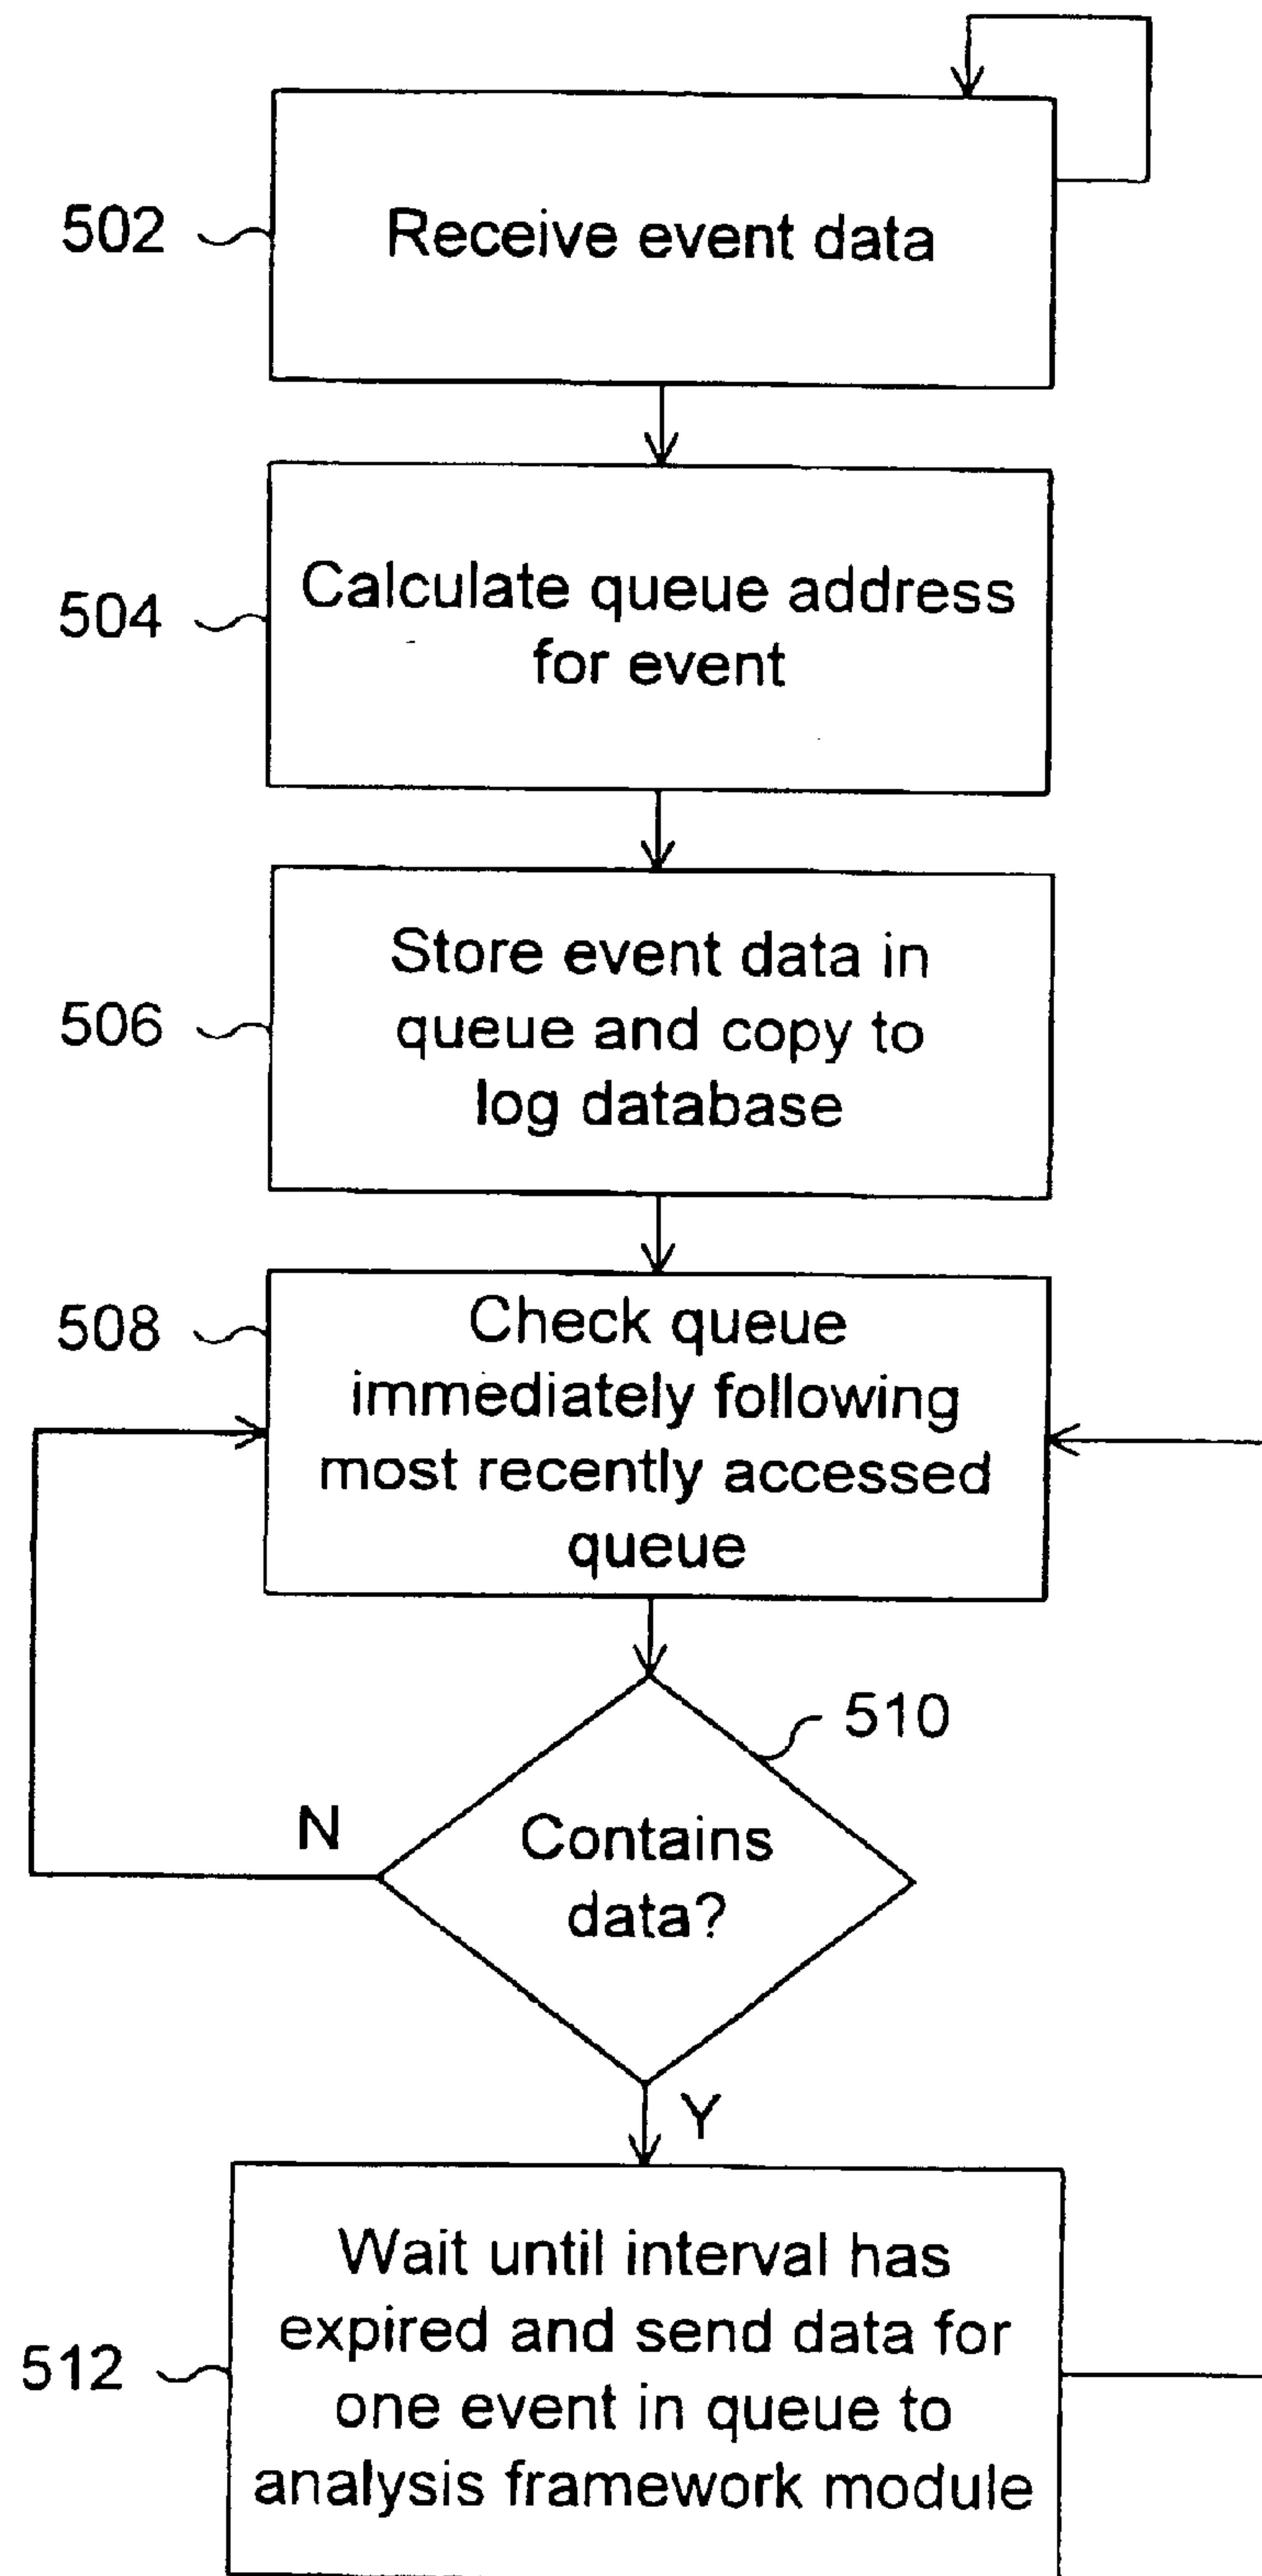 502
Receive event data
504
Calculate queue address
for event
506
Store event data in
queue and copy to
log database
508
Check queue
immediately following
most recently accessed
queue
510
Contains
data?
N
Y
512
Wait until interval has
expired and send data for
one event in queue to
analysis framework module